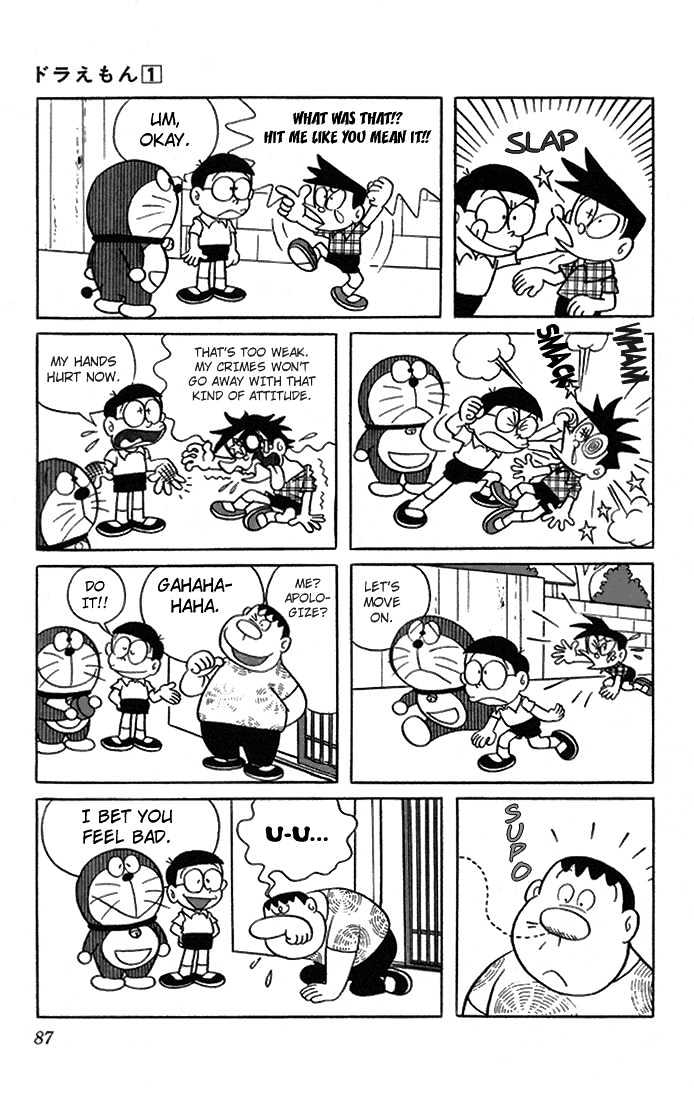 ドラえもん 1
WHAT WAS THAT!?
HIT ME LIKE YOU MEAN IT!!
UM,
OKAY.
SLAP
THAT'S TOO WEAK.
MY CRIMES WON'T
GO AWAY WITH THAT
KIND OF ATTITUDE.
MY HANDS
HURT NOW.
WHAM
SMACK
ME?
APOLO-
GIZE?
GAHAHA-
HAHA.
DO
IT!!
LET'S
MOVE
ON.
I BET YOU
FEEL BAD.
U-U...
SUPO
87